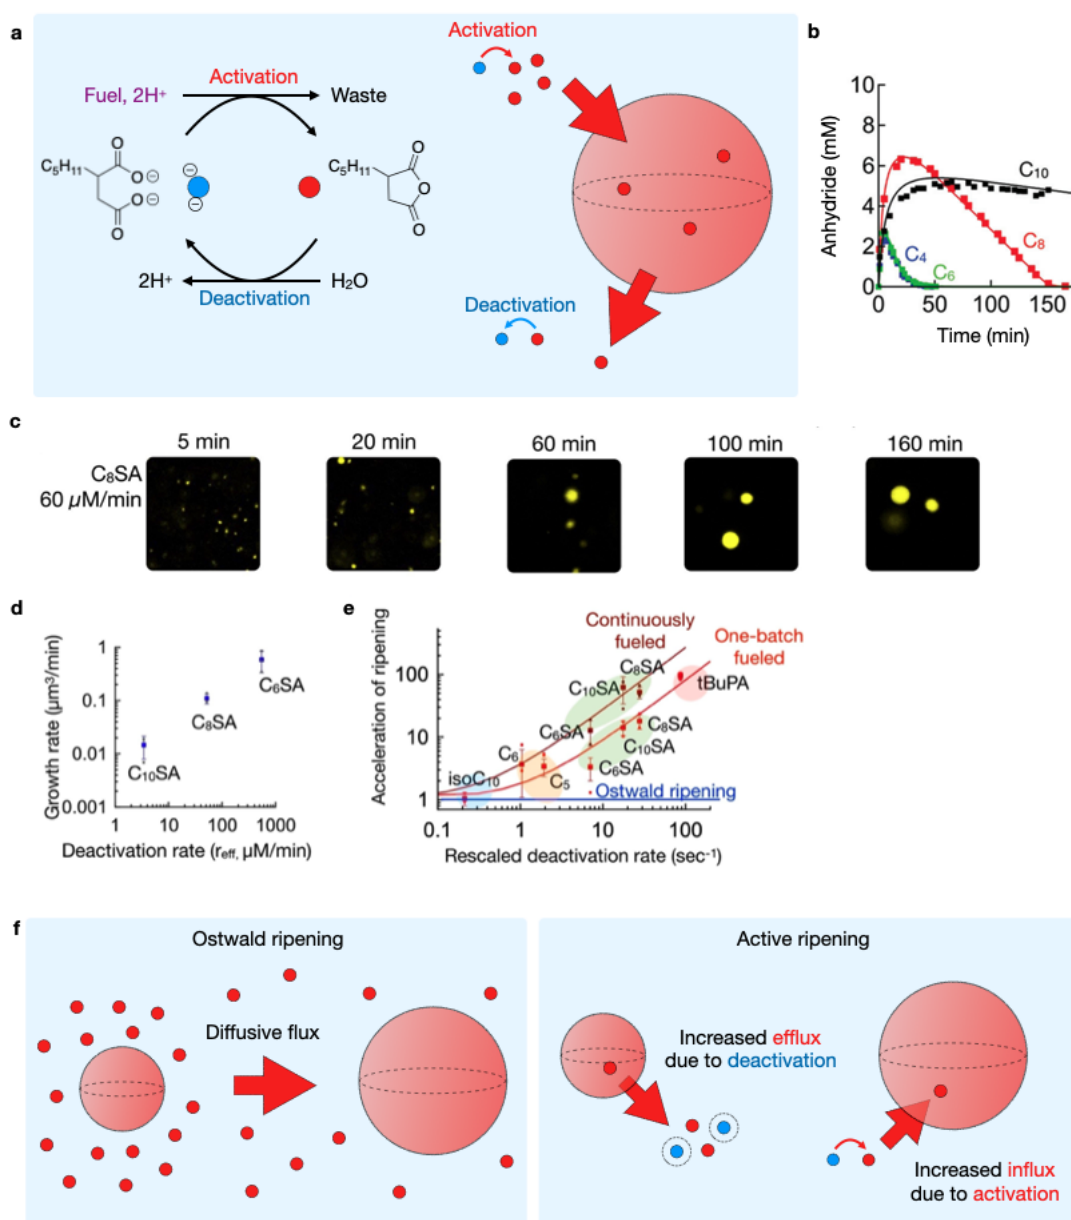 a
Activation
Fuel, 2H⁺
Activation
Waste
C₅H₁₁
O
O
⊖
O
⊖
O
⊖
⊖
C₅H₁₁
O
O
O
2H⁺
Deactivation
H₂O
Deactivation
b
Anhydride (mM)
10
8
6
4
2
0
C₁₀
C₈
C₄
C₆
0
50
100
150
Time (min)
c
5 min
20 min
60 min
100 min
160 min
C₈SA
60 µM/min
d
Growth rate (µm³/min)
1
0.1
0.01
0.001
C₆SA
C₈SA
C₁₀SA
1
10
100
1000
Deactivation rate (r_eff, µM/min)
e
Acceleration of ripening
100
10
1
Continuously
fueled
One-batch
fueled
C₈SA
C₁₀SA
tBuPA
C₆SA
C₈SA
C₁₀SA
C₆
C₆SA
isoC₁₀
C₅
Ostwald ripening
0.1
1
10
100
Rescaled deactivation rate (sec⁻¹)
f
Ostwald ripening
Diffusive flux
Active ripening
Increased efflux
due to deactivation
Increased influx
due to activation